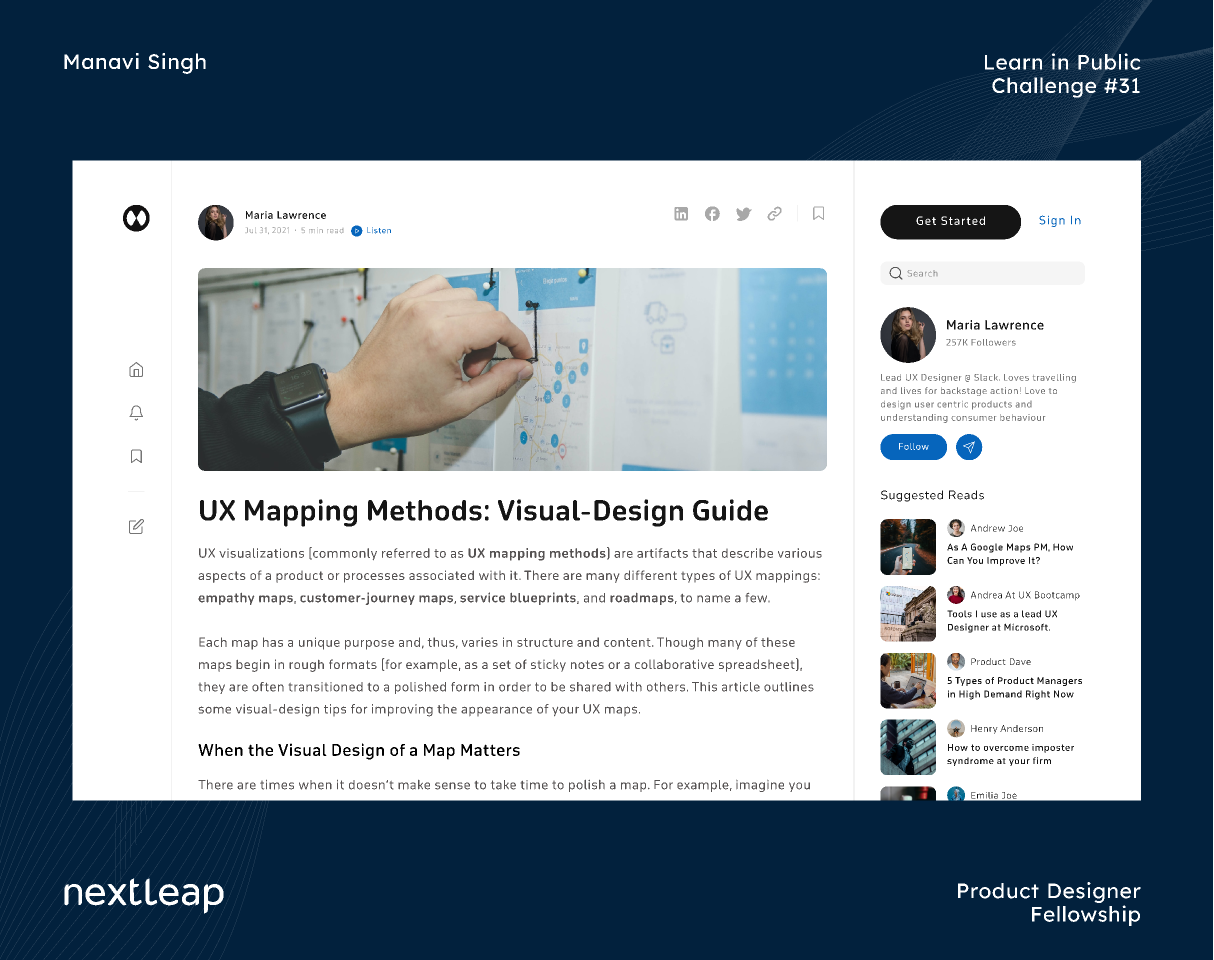 Manavi Singh
Learn in Public
Challenge #31
Maria Lawrence
Jul 31, 2021 · 5 min read Listen
UX Mapping Methods: Visual-Design Guide
UX visualizations [commonly referred to as UX mapping methods] are artifacts that describe various
aspects of a product or processes associated with it. There are many different types of UX mappings:
empathy maps, customer-journey maps, service blueprints, and roadmaps, to name a few.
Each map has a unique purpose and, thus, varies in structure and content. Though many of these
maps begin in rough formats [for example, as a set of sticky notes or a collaborative spreadsheet],
they are often transitioned to a polished form in order to be shared with others. This article outlines
some visual-design tips for improving the appearance of your UX maps.
When the Visual Design of a Map Matters
There are times when it doesn't make sense to take time to polish a map. For example, imagine you
Get Started
Sign In
Search
Maria Lawrence
257K Followers
Lead UX Designer @ Slack. Loves travelling
and lives for backstage action! Love to
design user centric products and
understanding consumer behaviour
Follow
Suggested Reads
Andrew Joe
As A Google Maps PM, How
Can You Improve It?
Andrea At UX Bootcamp
Tools I use as a lead UX
Designer at Microsoft.
Product Dave
5 Types of Product Managers
in High Demand Right Now
Henry Anderson
How to overcome imposter
syndrome at your firm
Emilia Joe
nextleap
Product Designer
Fellowship